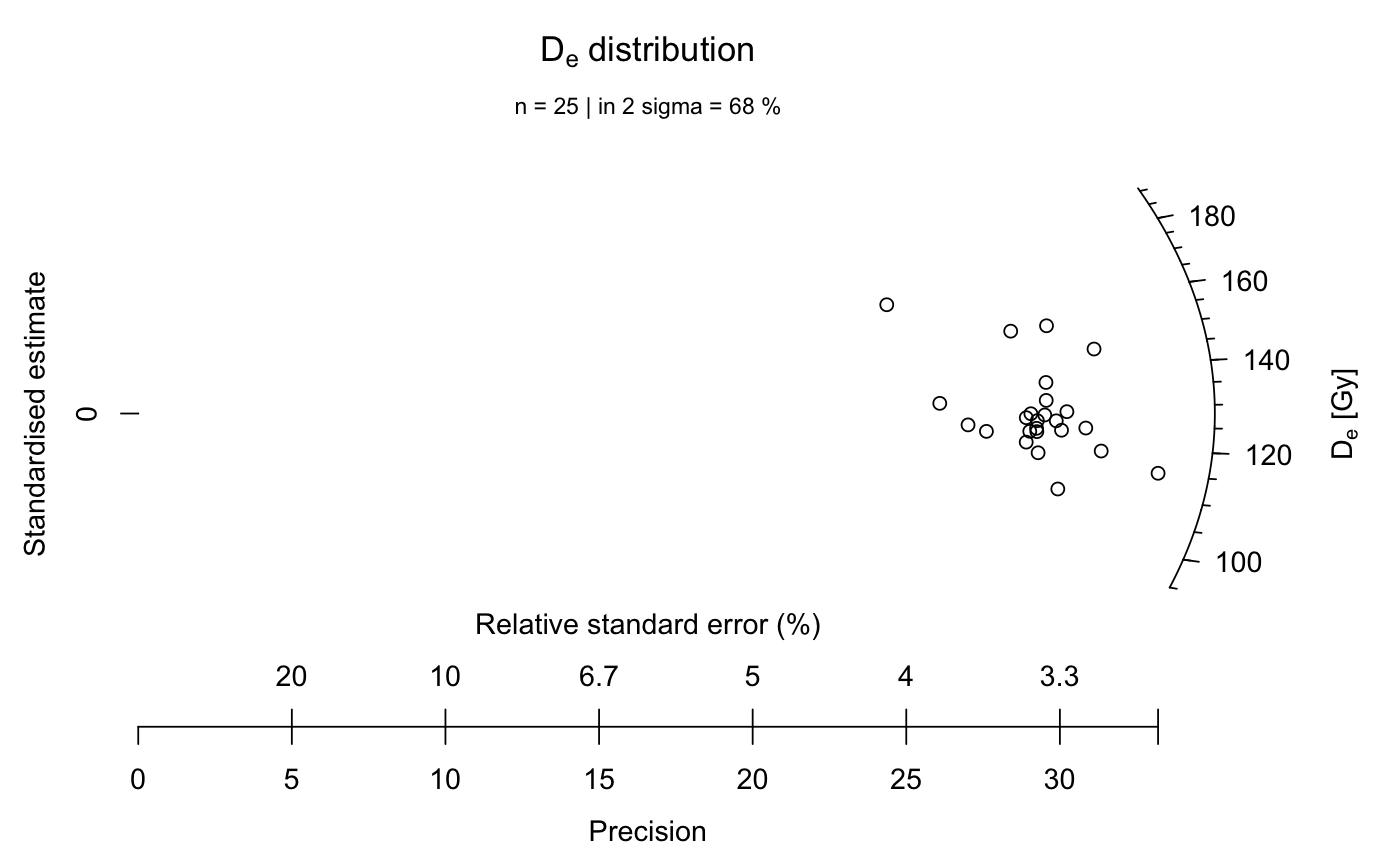 De distribution
n = 25 | in 2 sigma = 68 %
Standardised estimate
0
180
160
140
120
100
De [Gy]
Relative standard error (%)
20 10 6.7 5 4 3.3
0 5 10 15 20 25 30
Precision